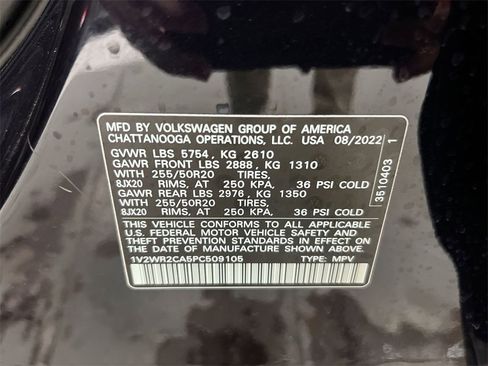 MFD BY VOLKSWAGEN GROUP OF AMERICA
CHATTANOOGA OPERATIONS, LLC. USA 08/2022
GVWR LBS 5754, KG 2610
GAWR FRONT LBS 2888, KG 1310
WITH 255/50R20 TIRES,
8JX20 RIMS, AT 250 KPA, 36 PSI COLD
GAWR REAR LBS 2976, KG 1350
WITH 255/50R20 TIRES,
8JX20 RIMS, AT 250 KPA, 36 PSI COLD
THIS VEHICLE CONFORMS TO ALL APPLICABLE
U.S. FEDERAL MOTOR VEHICLE SAFETY AND
THEFT PREVENTION STANDARDS IN EFFECT ON
THE DATE OF MANUFACTURE SHOWN ABOVE.
1V2WR2CA5PC509105 TYPE: MPV
3510403 1